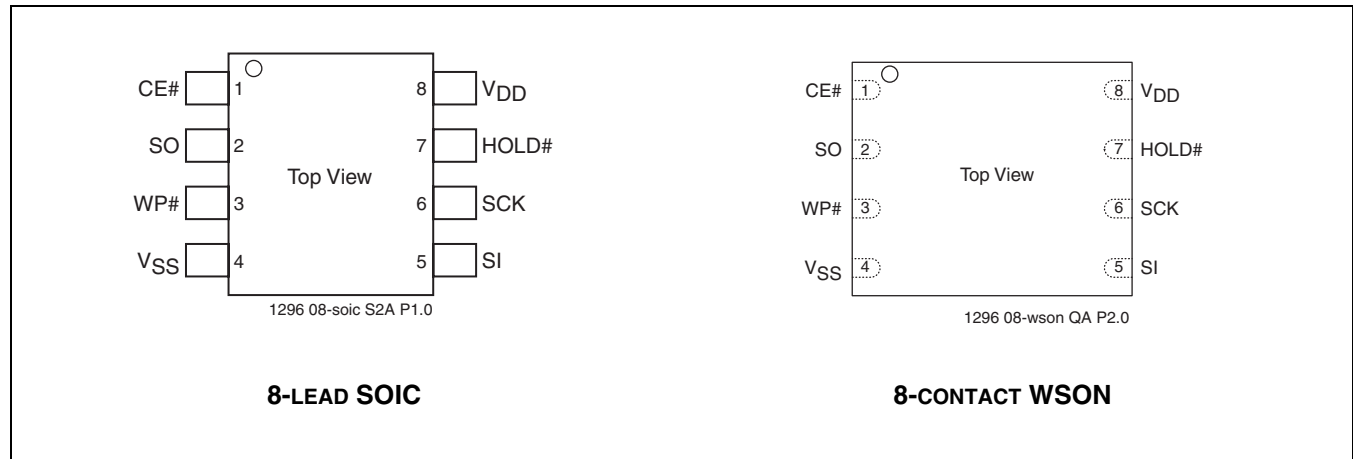 CE# 1 8 VDD
SO 2 7 HOLD#
Top View
WP# 3 6 SCK
VSS 4 5 SI
1296 08-soic S2A P1.0
8-LEAD SOIC
CE# 1 8 VDD
SO 2 7 HOLD#
Top View
WP# 3 6 SCK
VSS 4 5 SI
1296 08-wson QA P2.0
8-CONTACT WSON